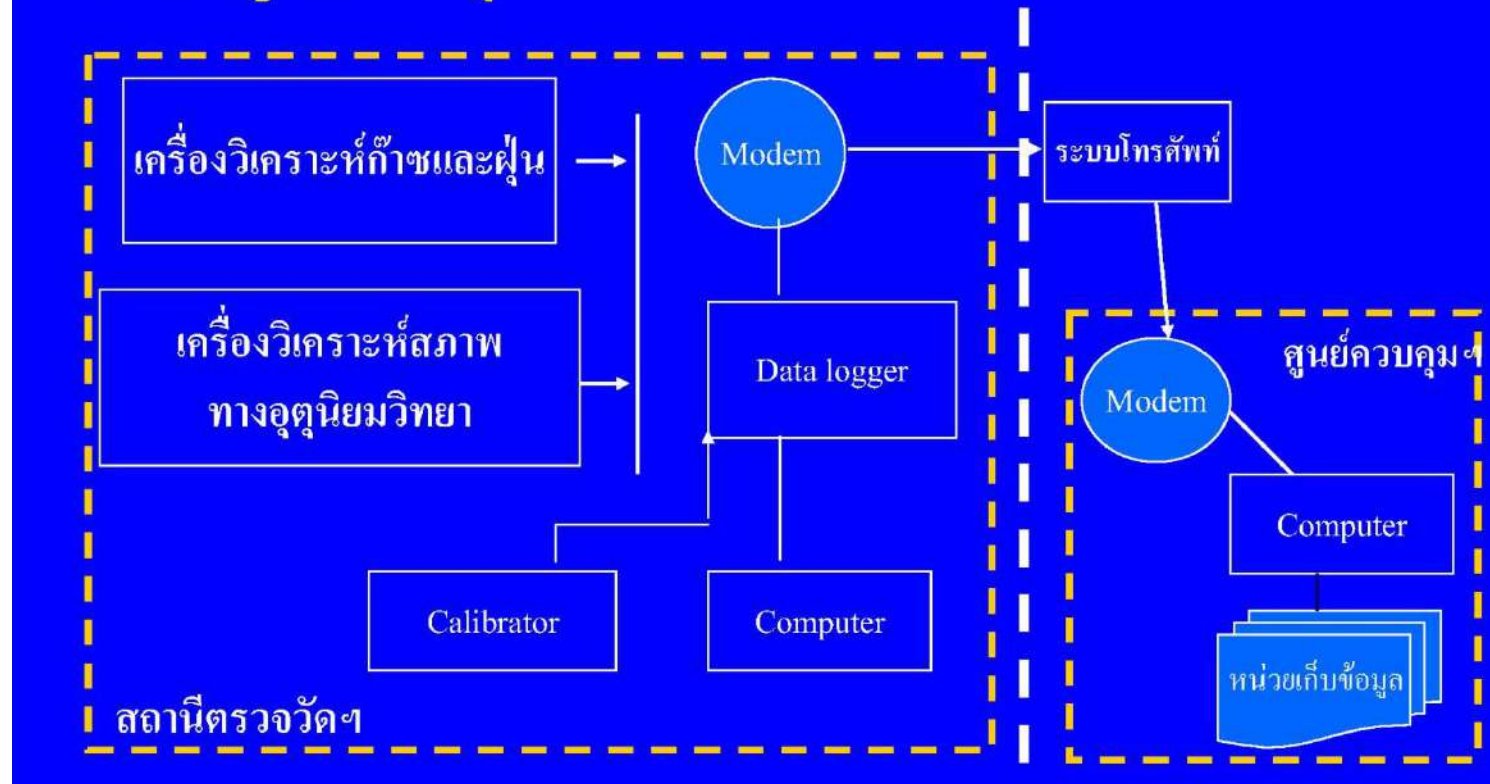 เครื่องวิเคราะห์ก๊าซและฝุ่น
Modem
ระบบโทรศัพท์
เครื่องวิเคราะห์สภาพ
ทางอุตุนิยมวิทยา
Data logger
ศูนย์ควบคุมฯ
Modem
Computer
Calibrator
Computer
หน่วยเก็บข้อมูล
สถานีตรวจวัดฯ